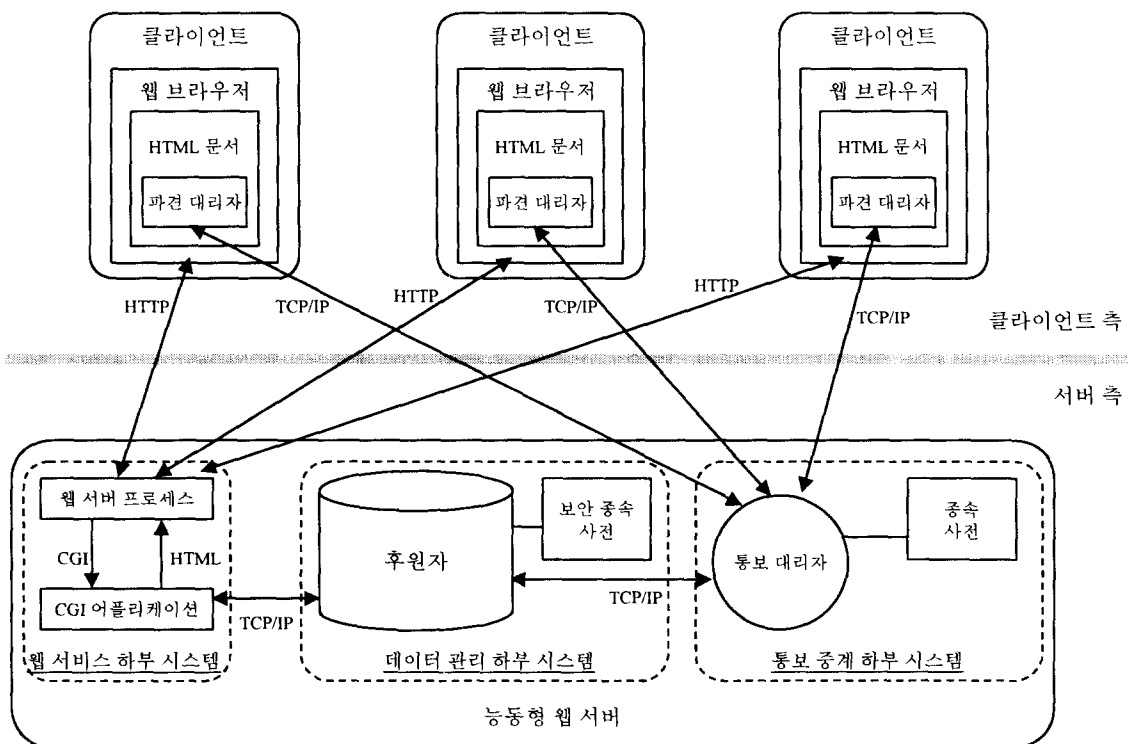 클라이언트
클라이언트
클라이언트
웹 브라우저
웹 브라우저
웹 브라우저
HTML 문서
HTML 문서
HTML 문서
파견 대리자
파견 대리자
파견 대리자
HTTP
TCP/IP
HTTP
TCP/IP
HTTP
TCP/IP
클라이언트 측
서버 측
웹 서버 프로세스
CGI
HTML
CGI 어플리케이션
TCP/IP
웹 서비스 하부 시스템
후원자
보안 종속
사전
데이터 관리 하부 시스템
TCP/IP
통보 대리자
종속
사전
통보 중계 하부 시스템
능동형 웹 서버